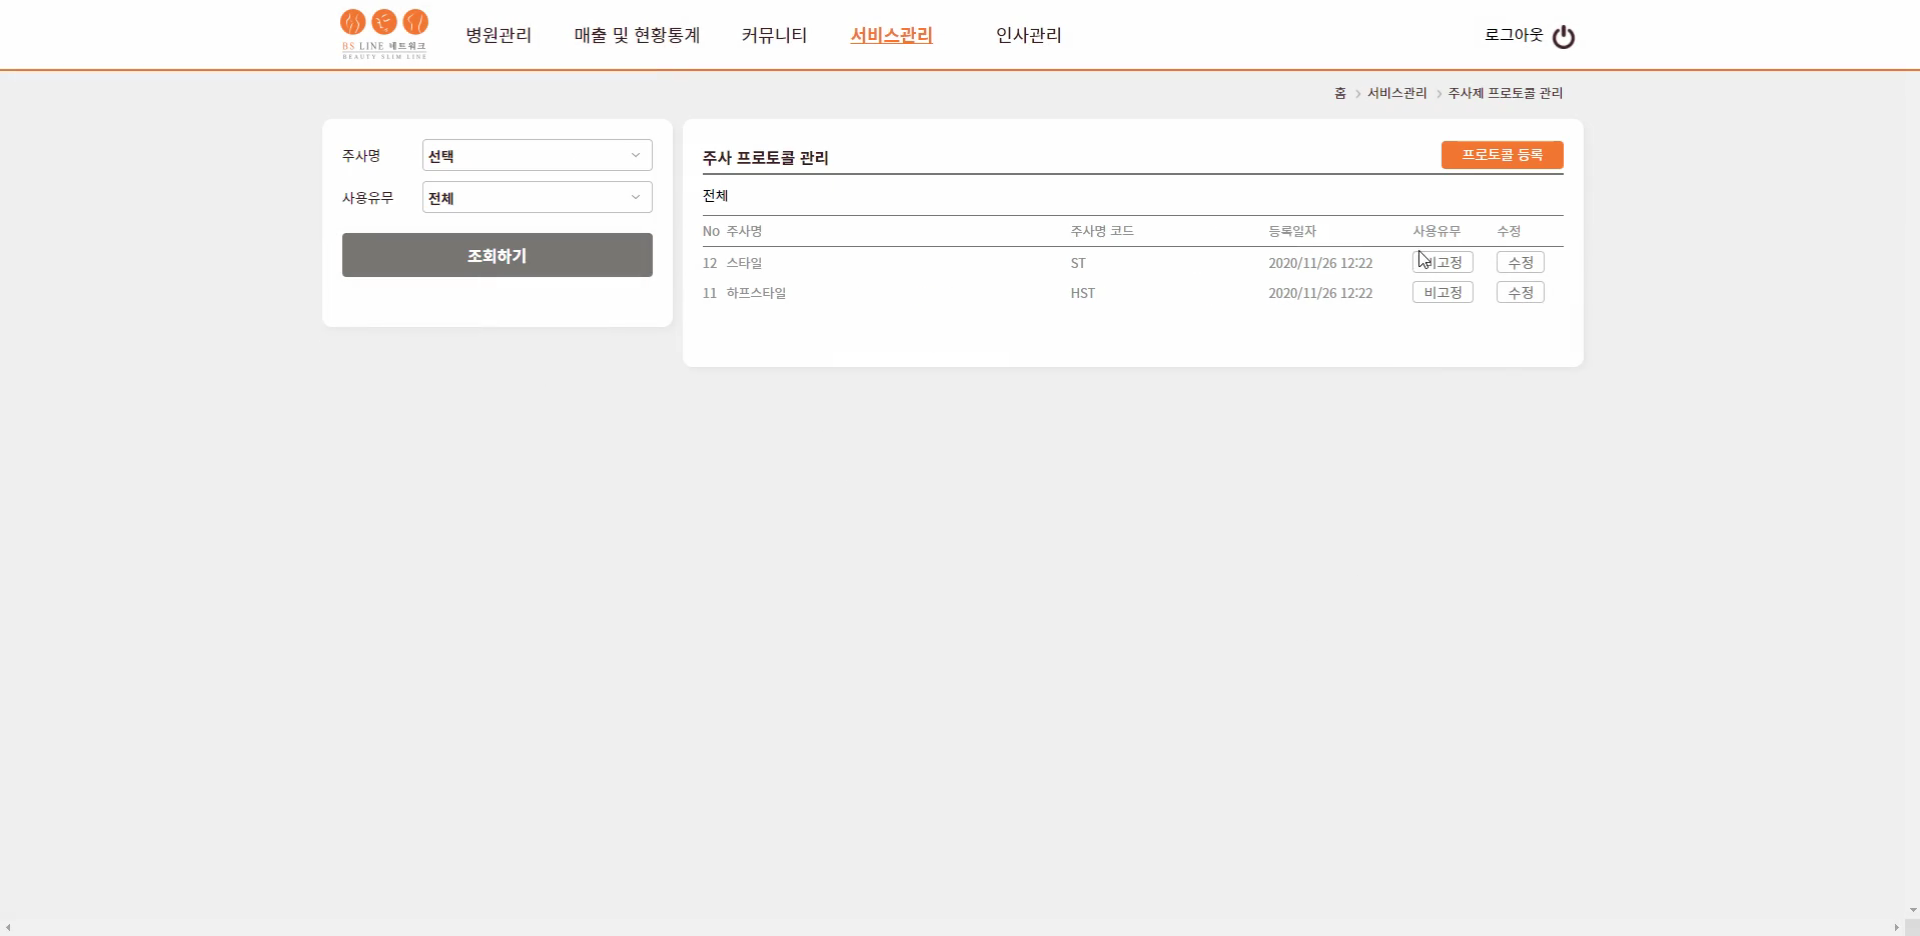 BS LINE 네트워크
BEAUTY SLIM LINE
병원관리
매출 및 현황통계
커뮤니티
서비스관리
인사관리
로그아웃
홈 > 서비스관리 > 주사제 프로토콜 관리
주사명
선택
사용유무
전체
조회하기
주사 프로토콜 관리
프로토콜 등록
전체
No 주사명 주사명 코드 등록일자 사용유무 수정
12 스타일 ST 2020/11/26 12:22 비고정 수정
11 하프스타일 HST 2020/11/26 12:22 비고정 수정